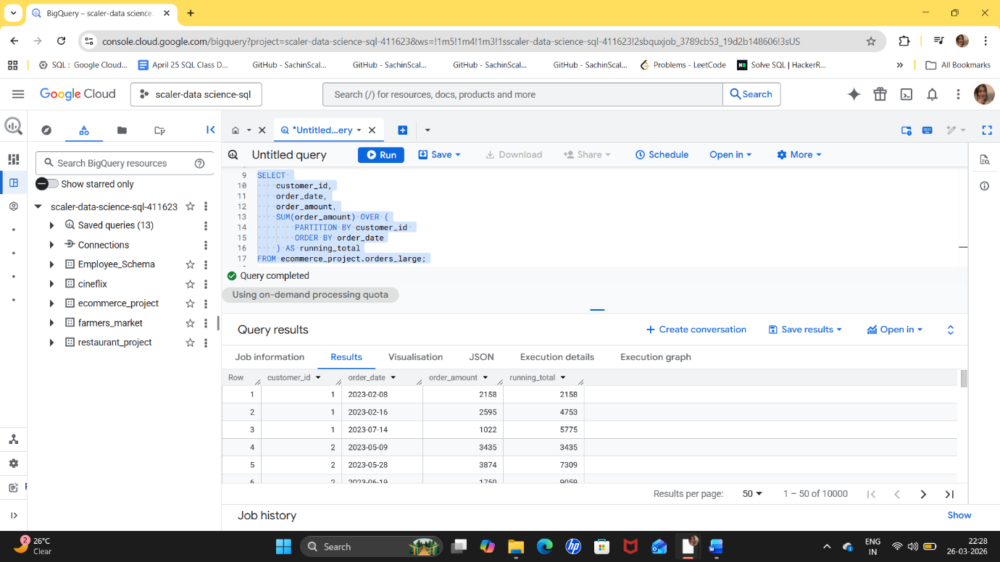 BigQuery – scaler-data science.
console.cloud.google.com/bigquery?project=scaler-data-science-sql-411623&ws=!1m5!1m4!1m3!1sscaler-data-science-sql-411623!2sbquxjob_3789cb53_19d2b148606!3sUS
SQL : Google Cloud... April 25 SQL Class D... GitHub - SachinScal... GitHub - SachinScal... GitHub - SachinScal... GitHub - SachinScal... Problems - LeetCode Solve SQL | HackerR... » All Bookmarks
Google Cloud scaler-data science-sql Search (/) for resources, docs, products and more Search
*Untitled...ery
Untitled query Run Save Download Share Schedule Open in More
Search BigQuery resources
Show starred only
scaler-data-science-sql-411623
Saved queries (13)
Connections
Employee_Schema
cineflix
ecommerce_project
farmers_market
restaurant_project
9 SELECT
10 customer_id,
11 order_date,
12 order_amount,
13 SUM(order_amount) OVER (
14 PARTITION BY customer_id
15 ORDER BY order_date
16 ) AS running_total
17 FROM ecommerce_project.orders_large;
Query completed
Using on-demand processing quota
Query results Create conversation Save results Open in
Job information Results Visualisation JSON Execution details Execution graph
Row customer_id order_date order_amount running_total
1 1 2023-02-08 2158 2158
2 1 2023-02-16 2595 4753
3 1 2023-07-14 1022 5775
4 2 2023-05-09 3435 3435
5 2 2023-05-28 3874 7309
6 2 2023-06-19 1750 9059
Results per page: 50 1 – 50 of 10000
Job history Show
2 26°C
Clear
Search
ENG
IN
22:28
26-03-2026